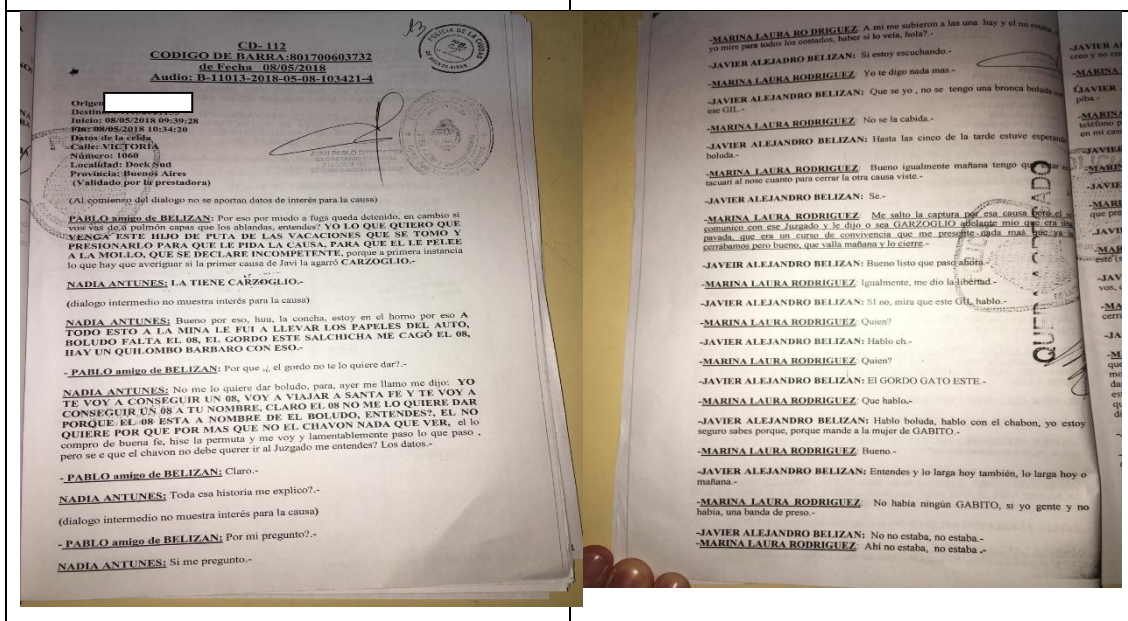 CD- 112
CODIGO DE BARRA:801700603732
de Fecha 08/05/2018
Audio: B-11013-2018-05-08-103421-4
POLICIA DE LA CIUDAD
DE BUENOS AIRES
Origen
Inicio: 08/05/2018 09:39:28
Fin: 08/05/2018 10:34:20
Datos de la celda
Calle: VICTORIA
Número: 1060
Localidad: Dock Sud
Provincia: Buenos Aires
(Validado por la prestadora)
JUAN PABLO
(Al comienzo del dialogo no se aportan datos de interés para la causa)
PABLO amigo de BELIZAN: Por eso por miedo a fuga queda detenido, en cambio si
vos vas de a pulmón capas que los ablandas, entendes? YO LO QUE QUIERO QUE
VENGA ESTE HIJO DE PUTA DE LAS VACACIONES QUE SE TOMO Y
PRESIONARLO PARA QUE LE PIDA LA CAUSA, PARA QUE EL LE PELEE
A LA MOLLO, QUE SE DECLARE INCOMPETENTE, porque a primera instancia
lo que hay que averiguar si la primer causa de Javi la agarró CARZOGLIO.-
NADIA ANTUNES: LA TIENE CARZOGLIO.-
(dialogo intermedio no muestra interés para la causa)
NADIA ANTUNES: Bueno por eso, huu, la concha, estoy en el horno por eso A
TODO ESTO A LA MINA LE FUI A LLEVAR LOS PAPELES DEL AUTO,
BOLUDO FALTA EL 08, EL GORDO ESTE SALCHICHA ME CAGÓ EL 08,
HAY UN QUILOMBO BARBARO CON ESO.-
- PABLO amigo de BELIZAN: Por que ,¿ el gordo no te lo quiere dar?.-
NADIA ANTUNES: No me lo quiere dar boludo, para, ayer me llamo me dijo: YO
TE VOY A CONSEGUIR UN 08, VOY A VIAJAR A SANTA FE Y TE VOY A
CONSEGUIR UN 08 A TU NOMBRE, CLARO EL 08 NO ME LO QUIERE DAR
PORQUE EL 08 ESTA A NOMBRE DE EL BOLUDO, ENTENDES?, EL NO
QUIERE POR QUE POR MAS QUE NO EL CHAVON NADA QUE VER, el lo
compro de buena fe, hise la permuta y me voy y lamentablemente paso lo que paso ,
pero se e que el chavon no debe querer ir al Juzgado me entendes? Los datos.-
- PABLO amigo de BELIZAN: Claro.-
NADIA ANTUNES: Toda esa historia me explico?.-
(dialogo intermedio no muestra interés para la causa)
- PABLO amigo de BELIZAN: Por mi pregunto?.-
NADIA ANTUNES: Si me pregunto.-
-MARINA LAURA RO DRIGUEZ: A mi me subieron a las una hay y el no estaba,
yo mire para todos los costados, haber si lo veía, hola?.-
-JAVIER ALEJADRO BELIZAN: Si estoy escuchando.-
-MARINA LAURA RODRIGUEZ: Yo te digo nada mas.-
-JAVIER ALEJANDRO BELIZAN: Que se yo , no se tengo una bronca boluda con
ese GIL.-
-MARINA LAURA RODRIGUEZ: No se la cabida.-
-JAVIER ALEJANDRO BELIZAN: Hasta las cinco de la tarde estuve esperando
boluda.-
-MARINA LAURA RODRIGUEZ: Bueno igualmente mañana tengo que estar en
tacuari al nose cuanto para cerrar la otra causa viste.-
-JAVIER ALEJANDRO BELIZAN: Se.-
-MARINA LAURA RODRIGUEZ: Me salto la captura por esa causa pero el se
comunico con ese Juzgado y le dijo o sea GARZOGLIO adelante mio que era una
pavada, que era un curso de convivencia que me presente nada mas que ya la
cerrábamos pero bueno, que valla mañana y lo cierre.-
-JAVEIR ALEJANDRO BELIZAN: Bueno listo que paso ahora.-
-MARINA LAURA RODRIGUEZ: Igualmente, me dio la libertad.-
-JAVIER ALEJANDRO BELIZAN: SI no, mira que este GIL hablo.-
-MARINA LAURA RODRIGUEZ: Quien?
-JAVIER ALEJANDRO BELIZAN: Hablo eh.-
-MARINA LAURA RODRIGUEZ: Quien?
-JAVIER ALEJANDRO BELIZAN: El GORDO GATO ESTE.-
-MARINA LAURA RODRIGUEZ: Que hablo.-
-JAVIER ALEJANDRO BELIZAN: Hablo boluda, hablo con el chabon, yo estoy
seguro sabes porque, porque mande a la mujer de GABITO.-
-MARINA LAURA RODRIGUEZ: Bueno.-
-JAVIER ALEJANDRO BELIZAN: Entendes y lo larga hoy también, lo larga hoy o
mañana.-
-MARINA LAURA RODRIGUEZ: No había ningún GABITO, si yo gente y no
había, una banda de preso.-
-JAVIER ALEJANDRO BELIZAN: No no estaba, no estaba.-
-MARINA LAURA RODRIGUEZ: Ahí no estaba, no estaba .-